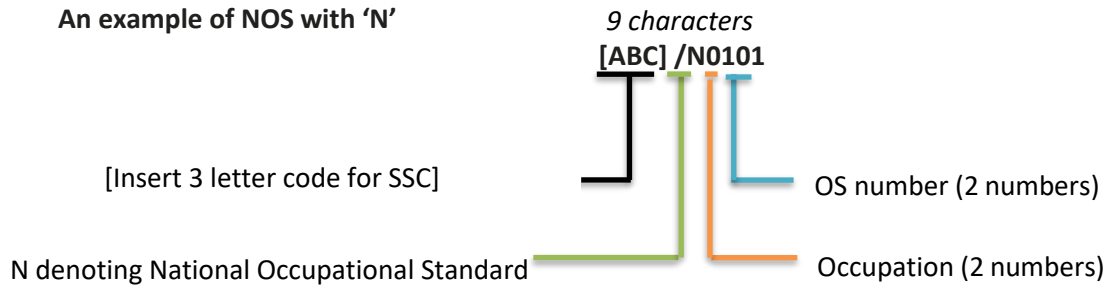 An example of NOS with ‘N’
9 characters
[ABC] /N0101
[Insert 3 letter code for SSC]
OS number (2 numbers)
N denoting National Occupational Standard
Occupation (2 numbers)